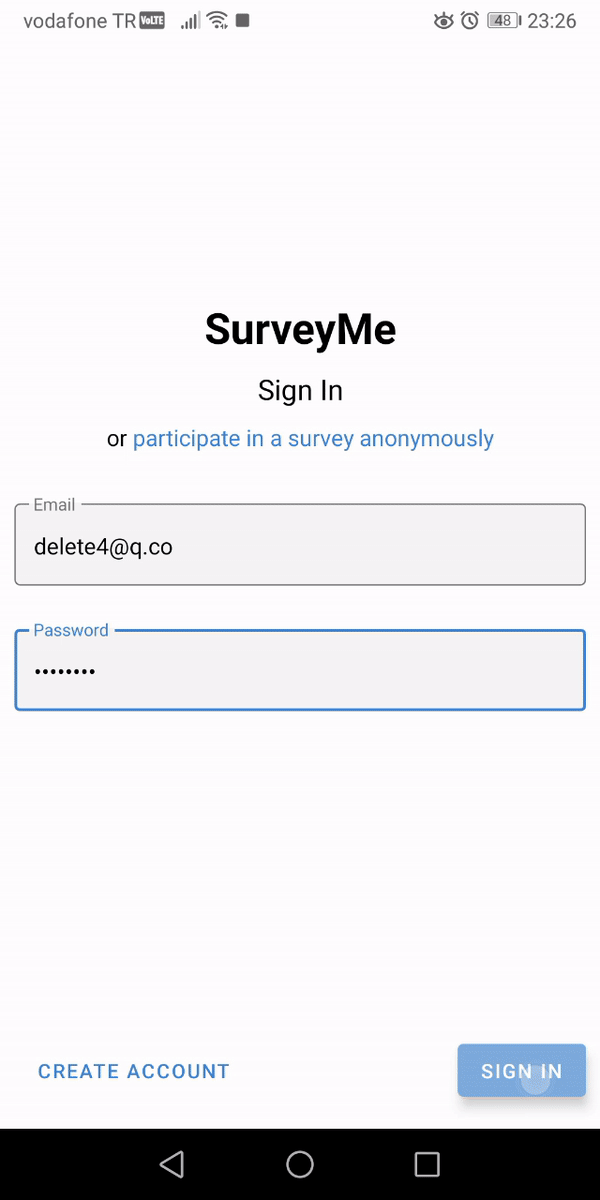 vodafone TR VoLTE 48 23:26
SurveyMe
Sign In
or participate in a survey anonymously
Email
delete4@q.co
Password
••••••••
CREATE ACCOUNT SIGN IN